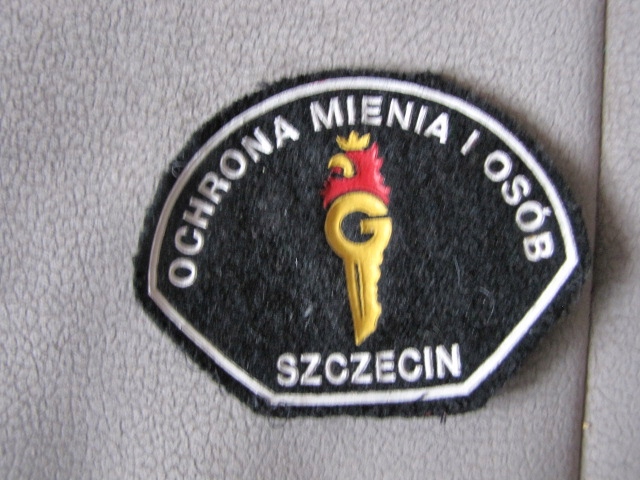 OCHRONA MIENIA I OSÓB
G
SZCZECIN